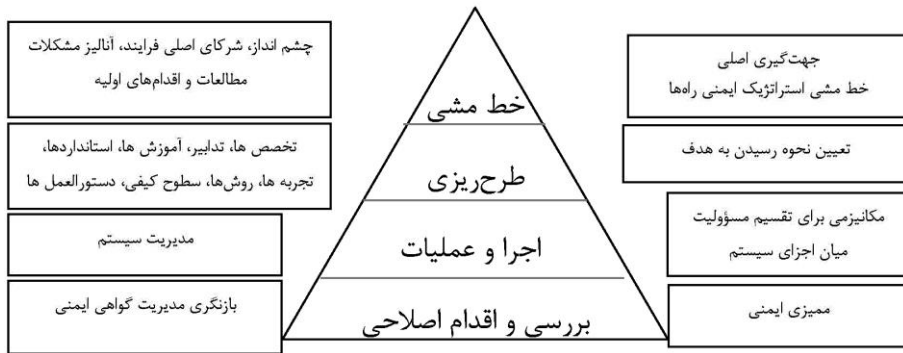 جهت‌گیری اصلی
خط مشی استراتژیک ایمنی راه‌ها
تعیین نحوه رسیدن به هدف
مکانیزمی برای تقسیم مسؤولیت
میان اجزای سیستم
ممیزی ایمنی
خط مشی
طرح‌ریزی
اجرا و عملیات
بررسی و اقدام اصلاحی
چشم انداز، شرکای اصلی فرایند، آنالیز مشکلات
مطالعات و اقدام‌های اولیه
تخصص ها، تدابیر، آموزش ها، استانداردها،
تجربه ها، روش‌ها، سطوح کیفی، دستورالعمل ها
مدیریت سیستم
بازنگری مدیریت گواهی ایمنی